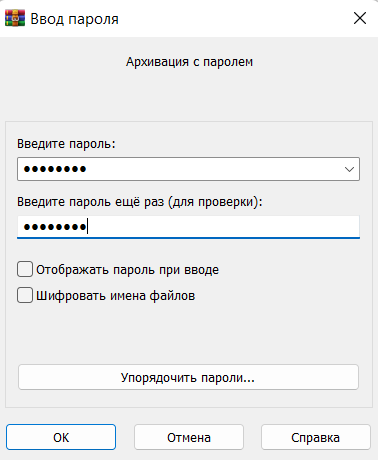 Ввод пароля
Архивация с паролем
Введите пароль:
●●●●●●●●
Введите пароль ещё раз (для проверки):
●●●●●●●●
Отображать пароль при вводе
Шифровать имена файлов
Упорядочить пароли...
ОК
Отмена
Справка